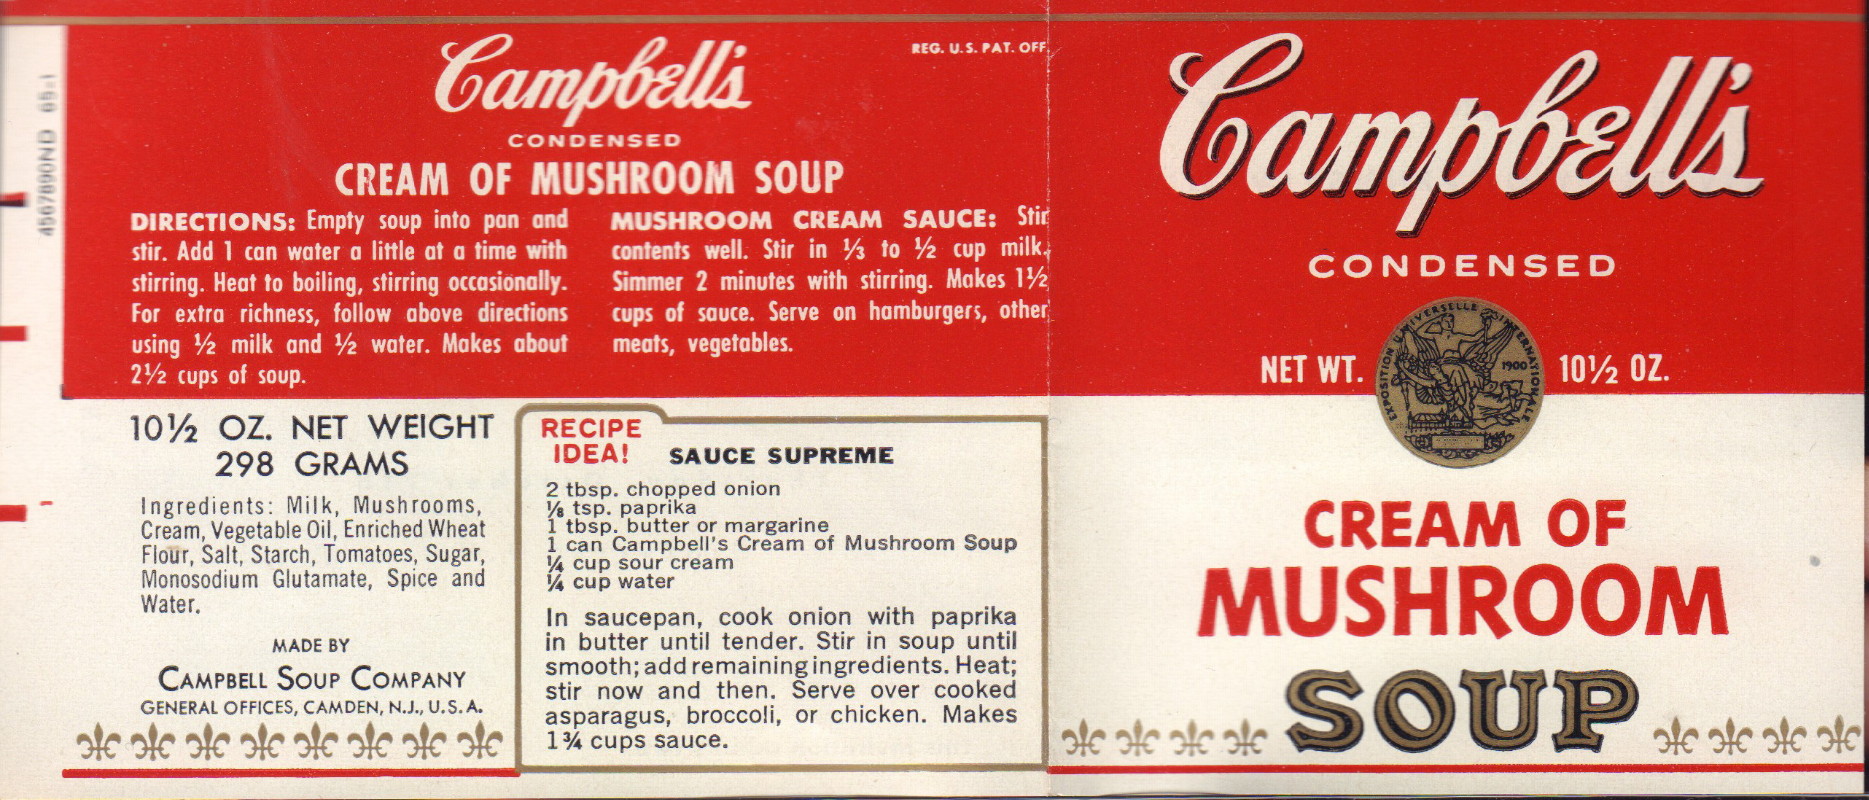 4567890ND 65-1
Campbell's
REG. U.S. PAT. OFF.
CONDENSED
CREAM OF MUSHROOM SOUP
DIRECTIONS: Empty soup into pan and
stir. Add 1 can water a little at a time with
stirring. Heat to boiling, stirring occasionally.
For extra richness, follow above directions
using ½ milk and ½ water. Makes about
2½ cups of soup.
MUSHROOM CREAM SAUCE: Stir
contents well. Stir in ⅓ to ½ cup milk.
Simmer 2 minutes with stirring. Makes 1½
cups of sauce. Serve on hamburgers, other
meats, vegetables.
10½ OZ. NET WEIGHT
298 GRAMS
Ingredients: Milk, Mushrooms,
Cream, Vegetable Oil, Enriched Wheat
Flour, Salt, Starch, Tomatoes, Sugar,
Monosodium Glutamate, Spice and
Water.
MADE BY
CAMPBELL SOUP COMPANY
GENERAL OFFICES, CAMDEN, N.J., U.S.A.
RECIPE
IDEA!
SAUCE SUPREME
2 tbsp. chopped onion
⅛ tsp. paprika
1 tbsp. butter or margarine
1 can Campbell's Cream of Mushroom Soup
¼ cup sour cream
¼ cup water
In saucepan, cook onion with paprika
in butter until tender. Stir in soup until
smooth; add remaining ingredients. Heat;
stir now and then. Serve over cooked
asparagus, broccoli, or chicken. Makes
1¾ cups sauce.
Campbell's
CONDENSED
NET WT. 10½ OZ.
EXPOSITION UNIVERSELLE INTERNATIONALE
1900
CREAM OF
MUSHROOM
SOUP